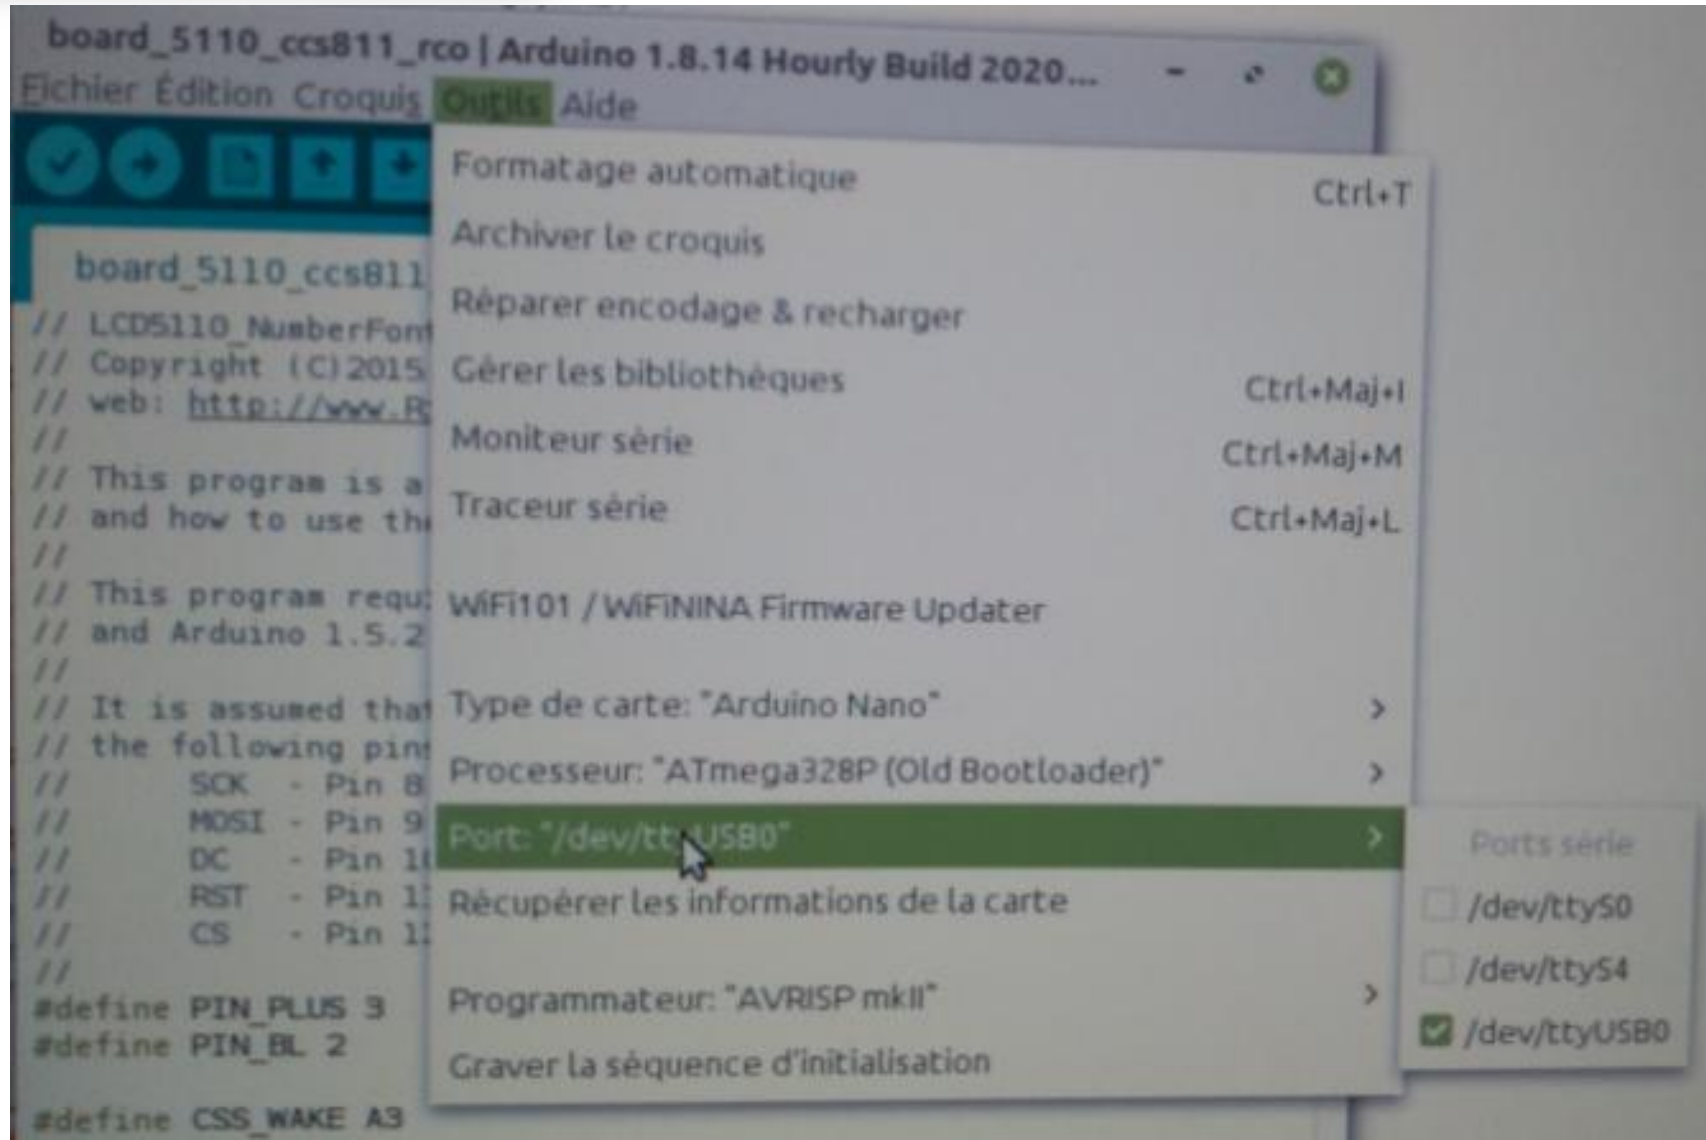 board_5110_ccs811_rco | Arduino 1.8.14 Hourly Build 2020...
Fichier Édition Croquis Outils Aide
board_5110_ccs811
// LCD5110_NumberFont
// Copyright (C)2015
// web: http://www.R
//
// This program is a
// and how to use the
//
// This program requ
// and Arduino 1.5.2
//
// It is assumed that
// the following pins
// SCK - Pin 8
// MOSI - Pin 9
// DC - Pin
// RST - Pin
// CS - Pin
//
#define PIN_PLUS 3
#define PIN_BL 2
#define CSS_WAKE A3
Formatage automatique Ctrl+T
Archiver le croquis
Réparer encodage & recharger
Gérer les bibliothèques Ctrl+Maj+I
Moniteur série Ctrl+Maj+M
Traceur série Ctrl+Maj+L
WiFi101 / WiFiNINA Firmware Updater
Type de carte: "Arduino Nano"
Processeur: "ATmega328P (Old Bootloader)"
Port: "/dev/ttyUSB0"
Récupérer les informations de la carte
Programmateur: "AVRISP mkII"
Graver la séquence d'initialisation
Ports série
/dev/ttyS0
/dev/ttyS4
/dev/ttyUSB0